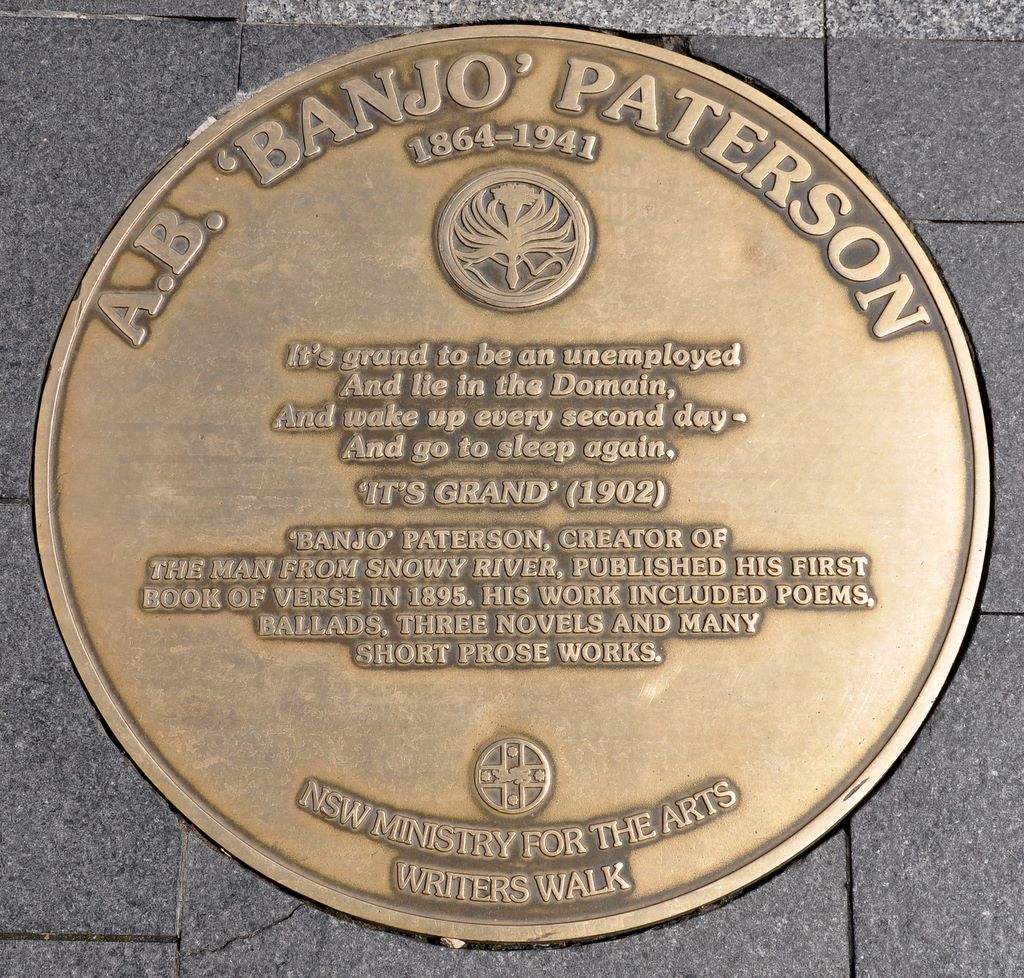 A.B. 'BANJO' PATERSON
1864–1941
It's grand to be an unemployed
And lie in the Domain,
And wake up every second day –
And go to sleep again.
'IT'S GRAND' (1902)
'BANJO' PATERSON, CREATOR OF
THE MAN FROM SNOWY RIVER, PUBLISHED HIS FIRST
BOOK OF VERSE IN 1895. HIS WORK INCLUDED POEMS,
BALLADS, THREE NOVELS AND MANY
SHORT PROSE WORKS.
NSW MINISTRY FOR THE ARTS
WRITERS WALK